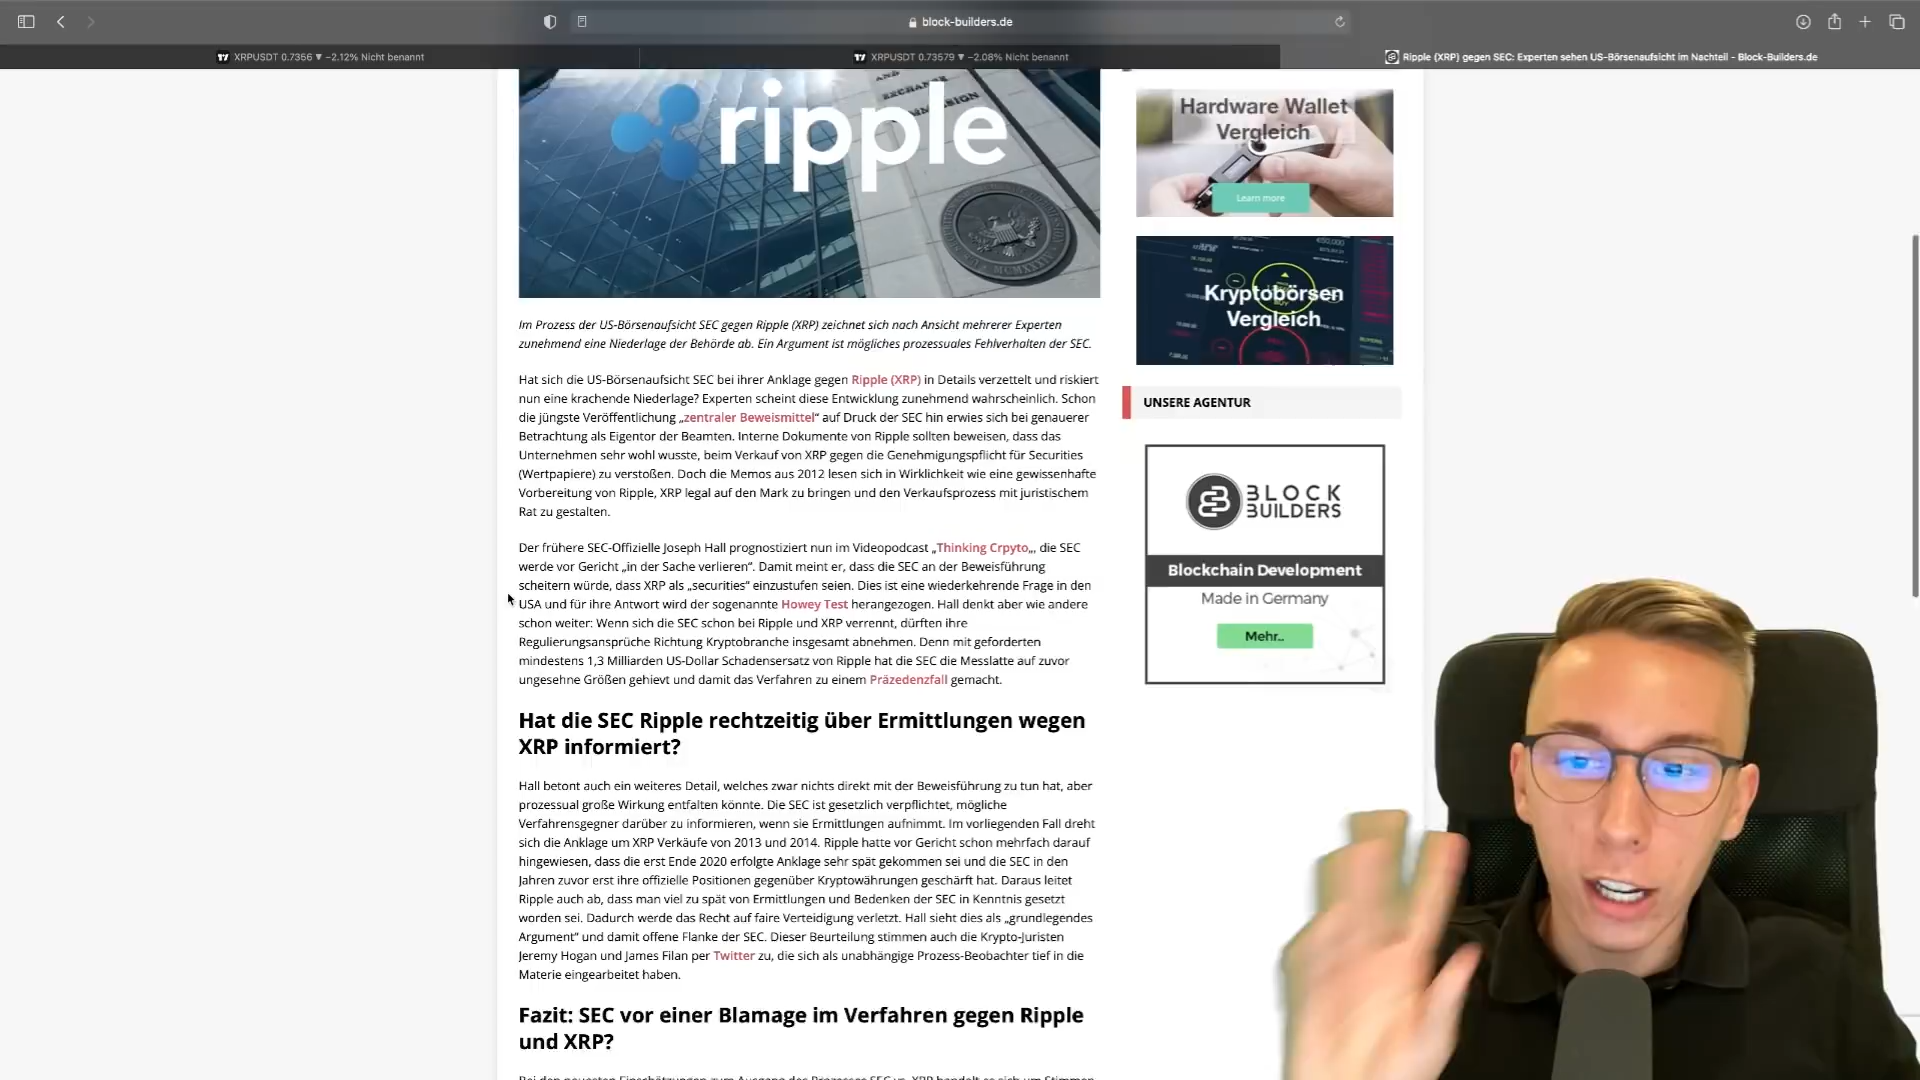 block-builders.de
XRPUSDT 0.7356 ▼ −2.12% Nicht benannt
XRPUSDT 0.73579 ▼ −2.08% Nicht benannt
Ripple (XRP) gegen SEC: Experten sehen US-Börsenaufsicht im Nachteil - Block-Builders.de
ripple
Im Prozess der US-Börsenaufsicht SEC gegen Ripple (XRP) zeichnet sich nach Ansicht mehrerer Experten
zunehmend eine Niederlage der Behörde ab. Ein Argument ist mögliches prozessuales Fehlverhalten der SEC.
Hat sich die US-Börsenaufsicht SEC bei ihrer Anklage gegen Ripple (XRP) in Details verzettelt und riskiert
nun eine krachende Niederlage? Experten scheint diese Entwicklung zunehmend wahrscheinlich. Schon
die jüngste Veröffentlichung „zentraler Beweismittel“ auf Druck der SEC hin erwies sich bei genauerer
Betrachtung als Eigentor der Beamten. Interne Dokumente von Ripple sollten beweisen, dass das
Unternehmen sehr wohl wusste, beim Verkauf von XRP gegen die Genehmigungspflicht für Securities
(Wertpapiere) zu verstoßen. Doch die Memos aus 2012 lesen sich in Wirklichkeit wie eine gewissenhafte
Vorbereitung von Ripple, XRP legal auf den Mark zu bringen und den Verkaufsprozess mit juristischem
Rat zu gestalten.
Der frühere SEC-Offizielle Joseph Hall prognostiziert nun im Videopodcast „Thinking Crpyto„, die SEC
werde vor Gericht „in der Sache verlieren“. Damit meint er, dass die SEC an der Beweisführung
scheitern würde, dass XRP als „securities“ einzustufen seien. Dies ist eine wiederkehrende Frage in den
USA und für ihre Antwort wird der sogenannte Howey Test herangezogen. Hall denkt aber wie andere
schon weiter: Wenn sich die SEC schon bei Ripple und XRP verrennt, dürften ihre
Regulierungsansprüche Richtung Kryptobranche insgesamt abnehmen. Denn mit geforderten
mindestens 1,3 Milliarden US-Dollar Schadensersatz von Ripple hat die SEC die Messlatte auf zuvor
ungesehne Größen gehievt und damit das Verfahren zu einem Präzedenzfall gemacht.
Hat die SEC Ripple rechtzeitig über Ermittlungen wegen
XRP informiert?
Hall betont auch ein weiteres Detail, welches zwar nichts direkt mit der Beweisführung zu tun hat, aber
prozessual große Wirkung entfalten könnte. Die SEC ist gesetzlich verpflichtet, mögliche
Verfahrensgegner darüber zu informieren, wenn sie Ermittlungen aufnimmt. Im vorliegenden Fall dreht
sich die Anklage um XRP Verkäufe von 2013 und 2014. Ripple hatte vor Gericht schon mehrfach darauf
hingewiesen, dass die erst Ende 2020 erfolgte Anklage sehr spät gekommen sei und die SEC in den
Jahren zuvor erst ihre offizielle Positionen gegenüber Kryptowährungen geschärft hat. Daraus leitet
Ripple auch ab, dass man viel zu spät von Ermittlungen und Bedenken der SEC in Kenntnis gesetzt
worden sei. Dadurch werde das Recht auf faire Verteidigung verletzt. Hall sieht dies als „grundlegendes
Argument“ und damit offene Flanke der SEC. Dieser Beurteilung stimmen auch die Krypto-Juristen
Jeremy Hogan und James Filan per Twitter zu, die sich als unabhängige Prozess-Beobachter tief in die
Materie eingearbeitet haben.
Fazit: SEC vor einer Blamage im Verfahren gegen Ripple
und XRP?
Hardware Wallet
Vergleich
Learn more
Kryptobörsen
Vergleich
UNSERE AGENTUR
BLOCK
BUILDERS
Blockchain Development
Made in Germany
Mehr..